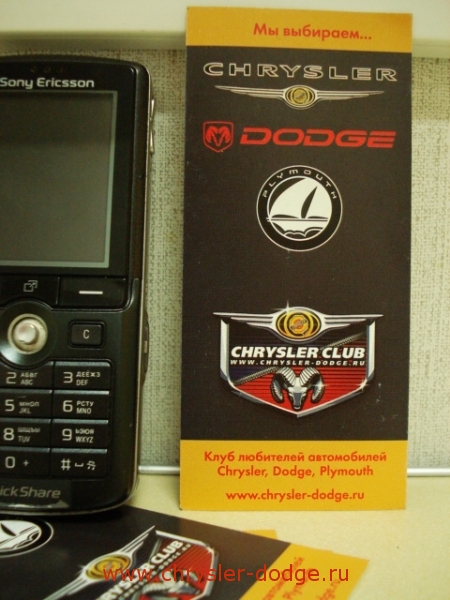 Sony Ericsson
C
2 АБВГ ABC
3 ДЕЁЖЗ DEF
5 JKL
6 РСТУ MNO
8 TUV
9 ЬЭЮЯ WXYZ
0 +
#
ickShare
Мы выбираем...
CHRYSLER
DODGE
PLYMOUTH
CHRYSLER CLUB
WWW.CHRYSLER-DODGE.RU
Клуб любителей автомобилей
Chrysler, Dodge, Plymouth
www.chrysler-dodge.ru
CLUB
www.chrysler-dodge.ru